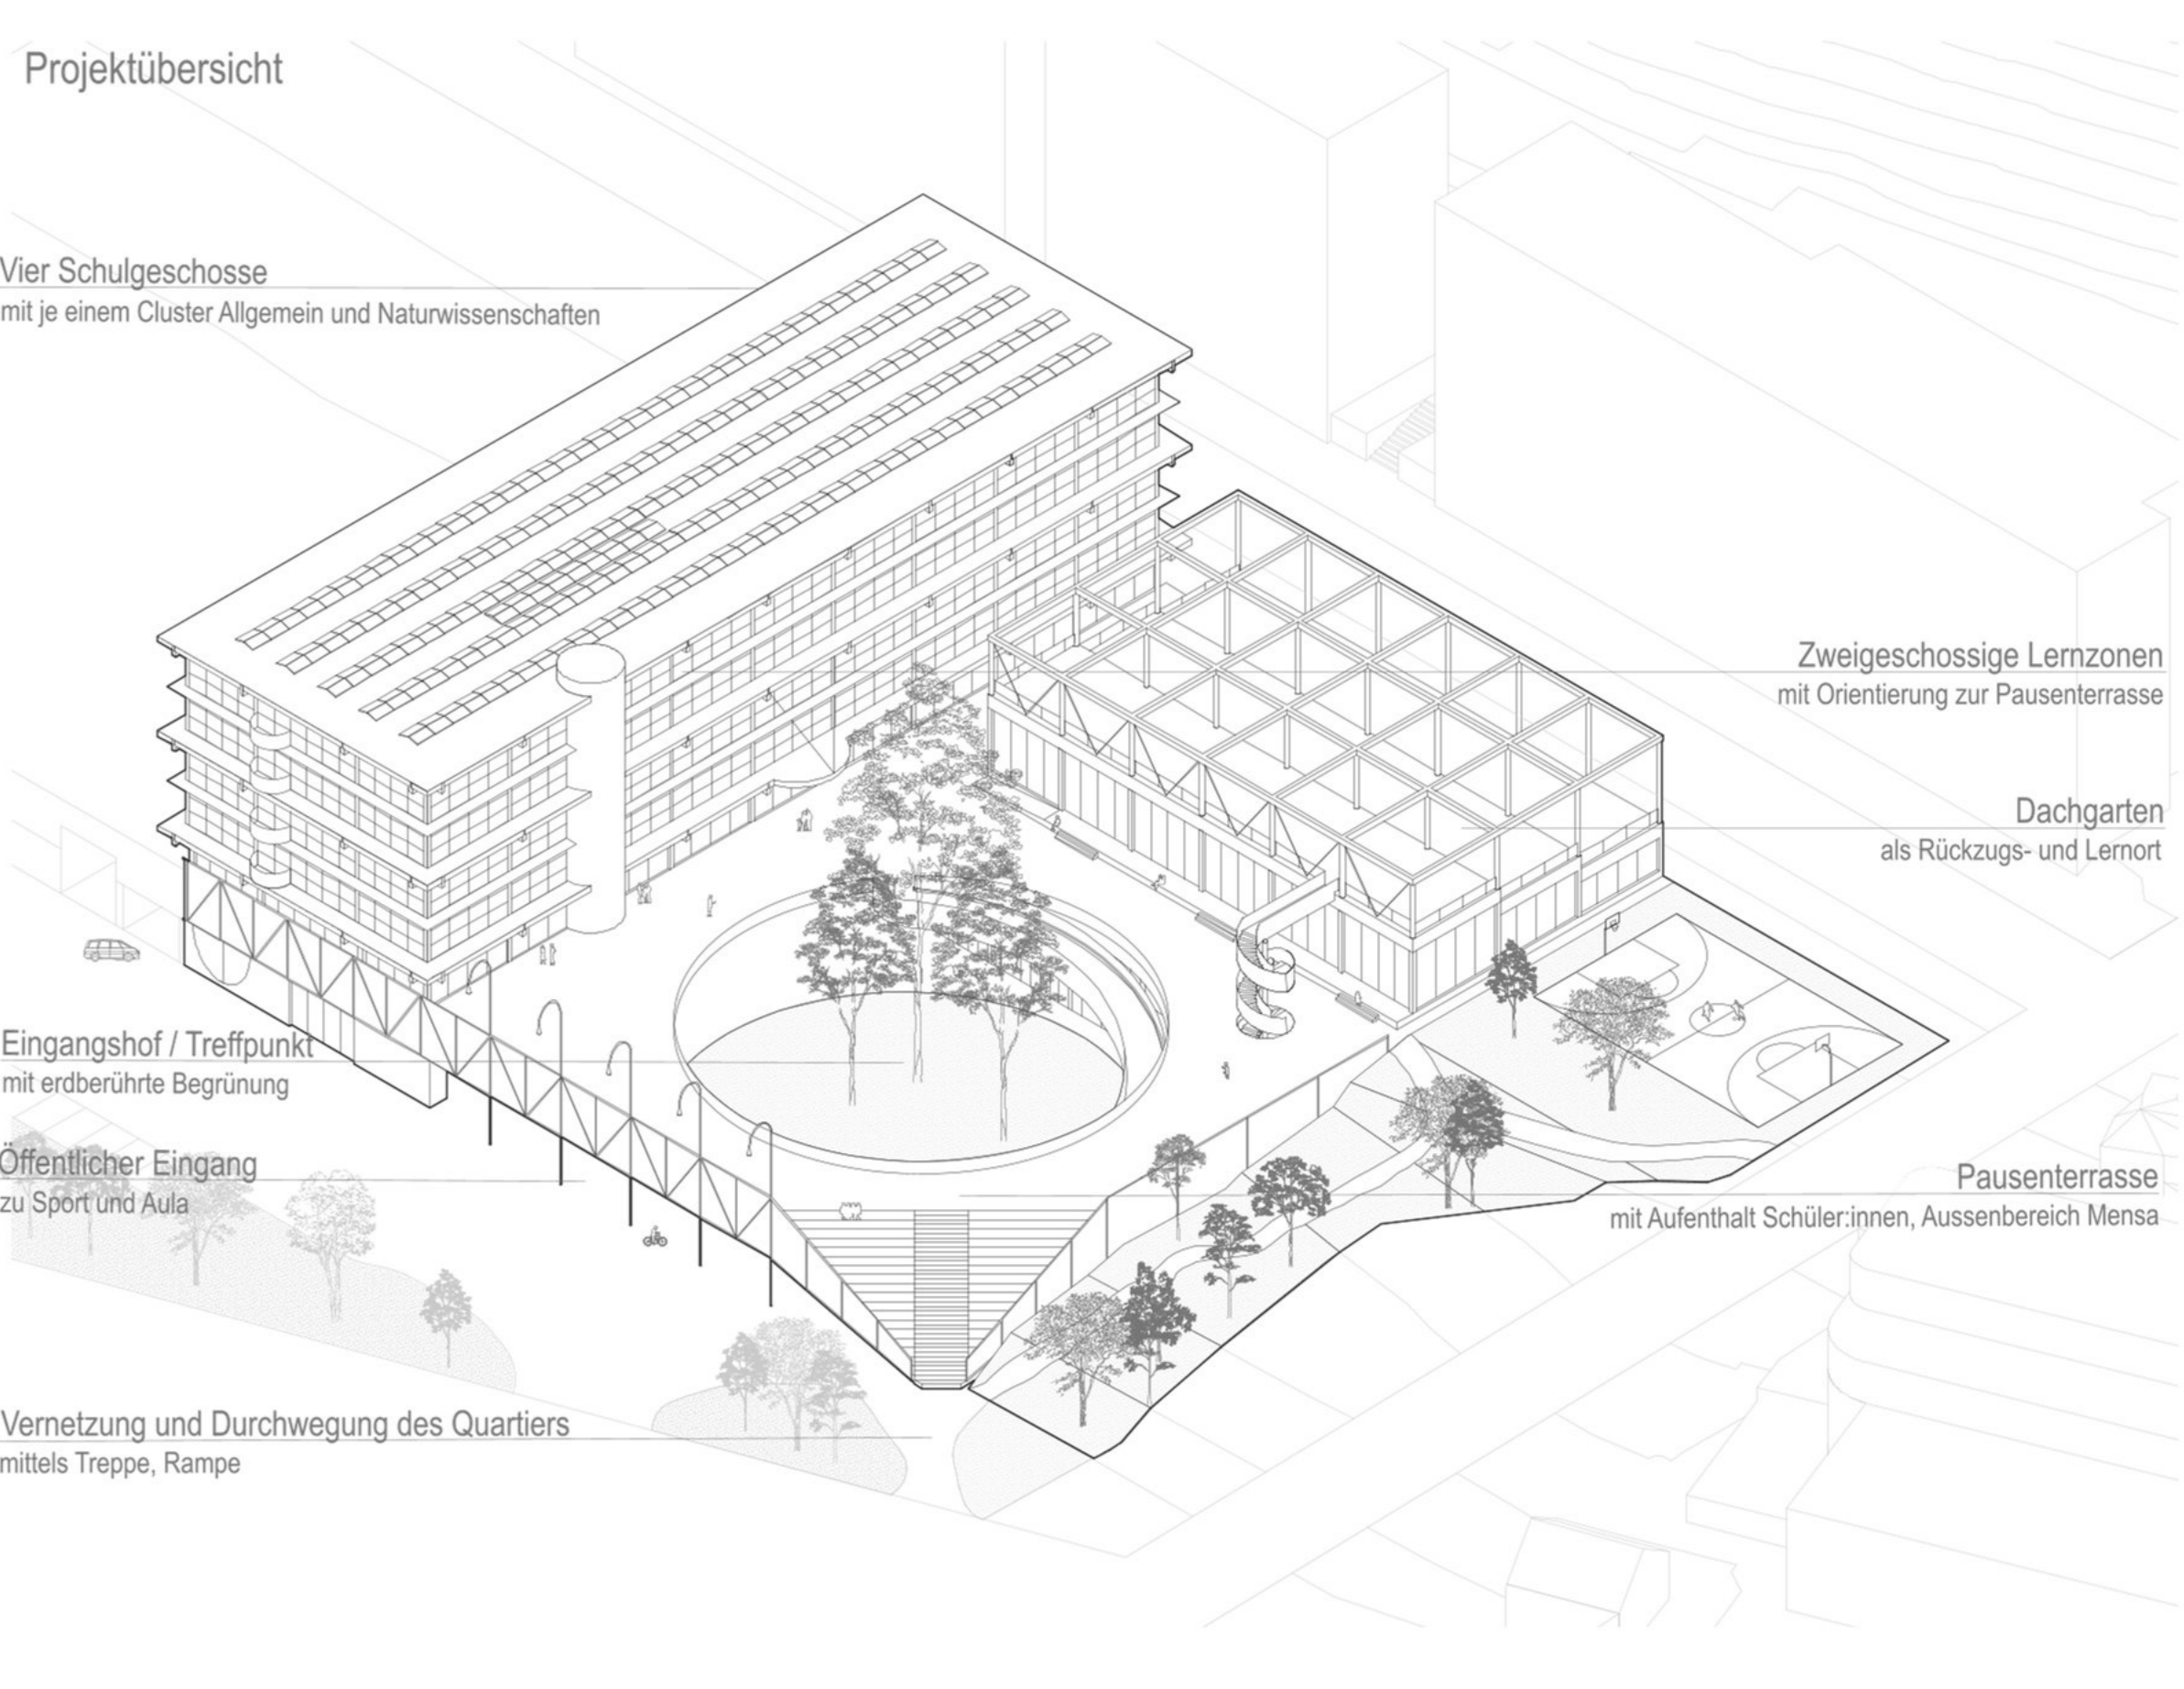 Projektübersicht
Vier Schulgeschosse
mit je einem Cluster Allgemein und Naturwissenschaften
Zweigeschossige Lernzonen
mit Orientierung zur Pausenterrasse
Dachgarten
als Rückzugs- und Lernort
Eingangshof / Treffpunkt
mit erdberührte Begrünung
Öffentlicher Eingang
zu Sport und Aula
Pausenterrasse
mit Aufenthalt Schüler:innen, Aussenbereich Mensa
Vernetzung und Durchwegung des Quartiers
mittels Treppe, Rampe